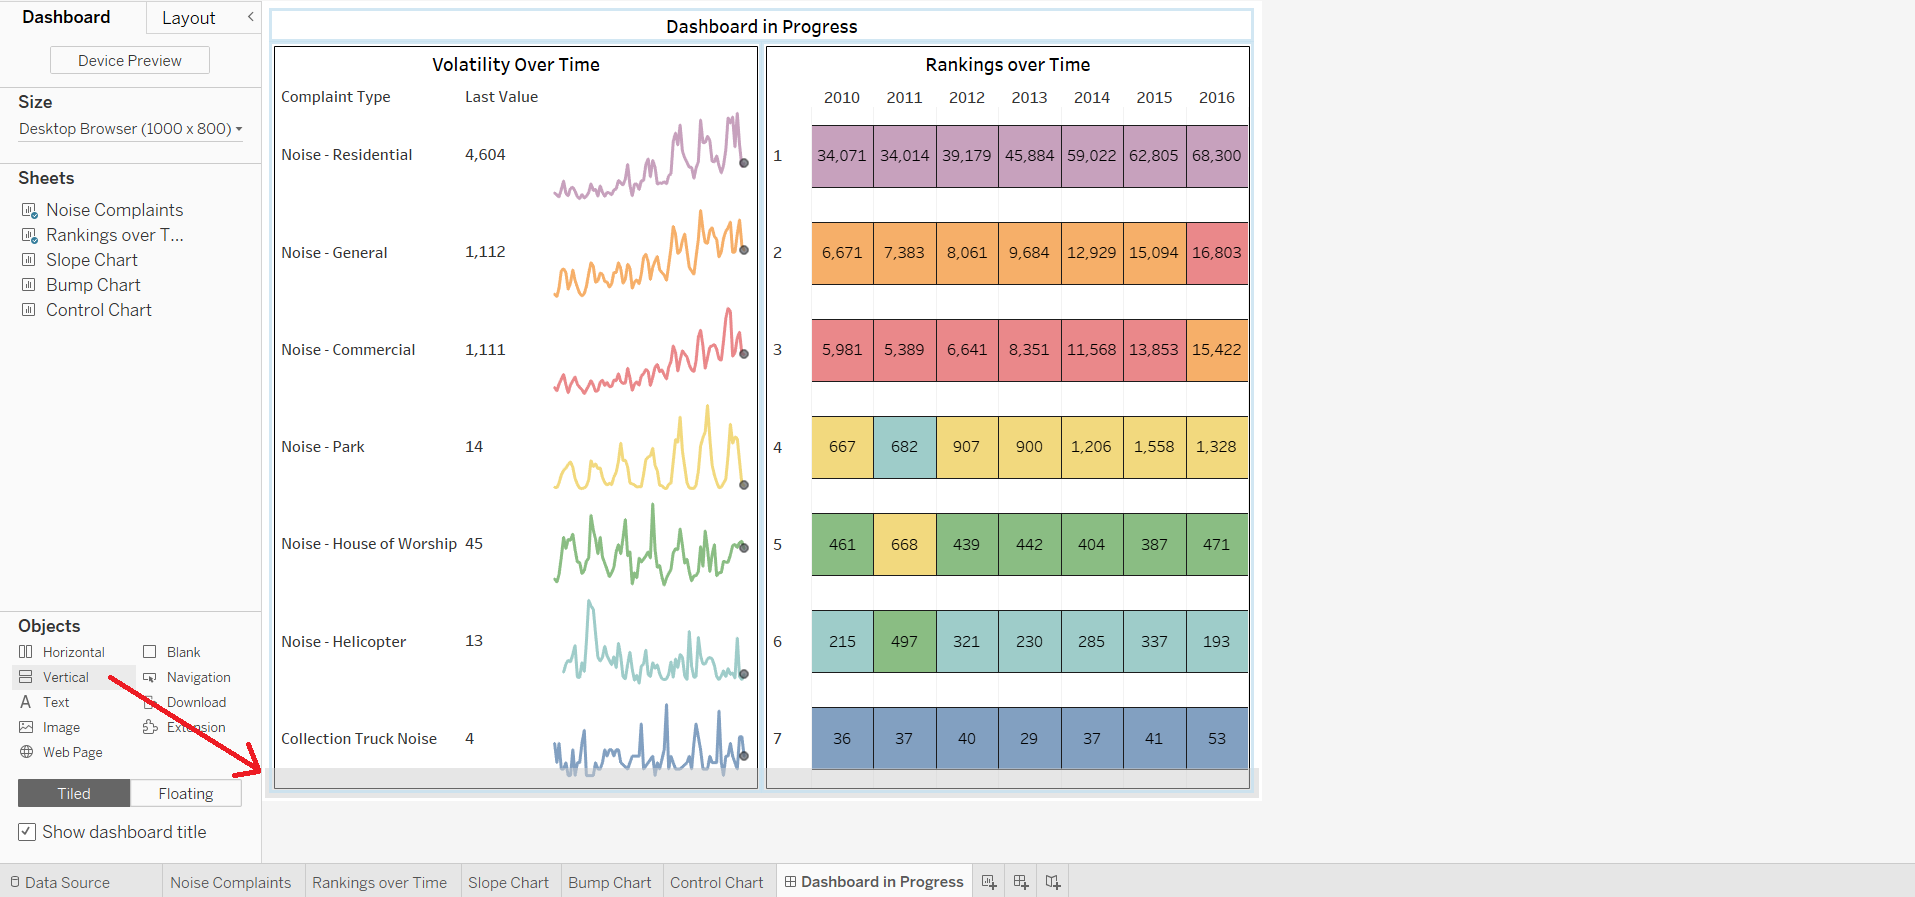 Dashboard
Layout
Device Preview
Size
Desktop Browser (1000 x 800)
Sheets
Noise Complaints
Rankings over T...
Slope Chart
Bump Chart
Control Chart
Objects
Horizontal
Blank
Vertical
Navigation
Text
Download
Image
Extension
Web Page
Tiled
Floating
Show dashboard title
Dashboard in Progress
Volatility Over Time
Complaint Type Last Value
Noise - Residential 4,604
Noise - General 1,112
Noise - Commercial 1,111
Noise - Park 14
Noise - House of Worship 45
Noise - Helicopter 13
Collection Truck Noise 4
Rankings over Time
2010 2011 2012 2013 2014 2015 2016
1 34,071 34,014 39,179 45,884 59,022 62,805 68,300
2 6,671 7,383 8,061 9,684 12,929 15,094 16,803
3 5,981 5,389 6,641 8,351 11,568 13,853 15,422
4 667 682 907 900 1,206 1,558 1,328
5 461 668 439 442 404 387 471
6 215 497 321 230 285 337 193
7 36 37 40 29 37 41 53
Data Source
Noise Complaints
Rankings over Time
Slope Chart
Bump Chart
Control Chart
Dashboard in Progress